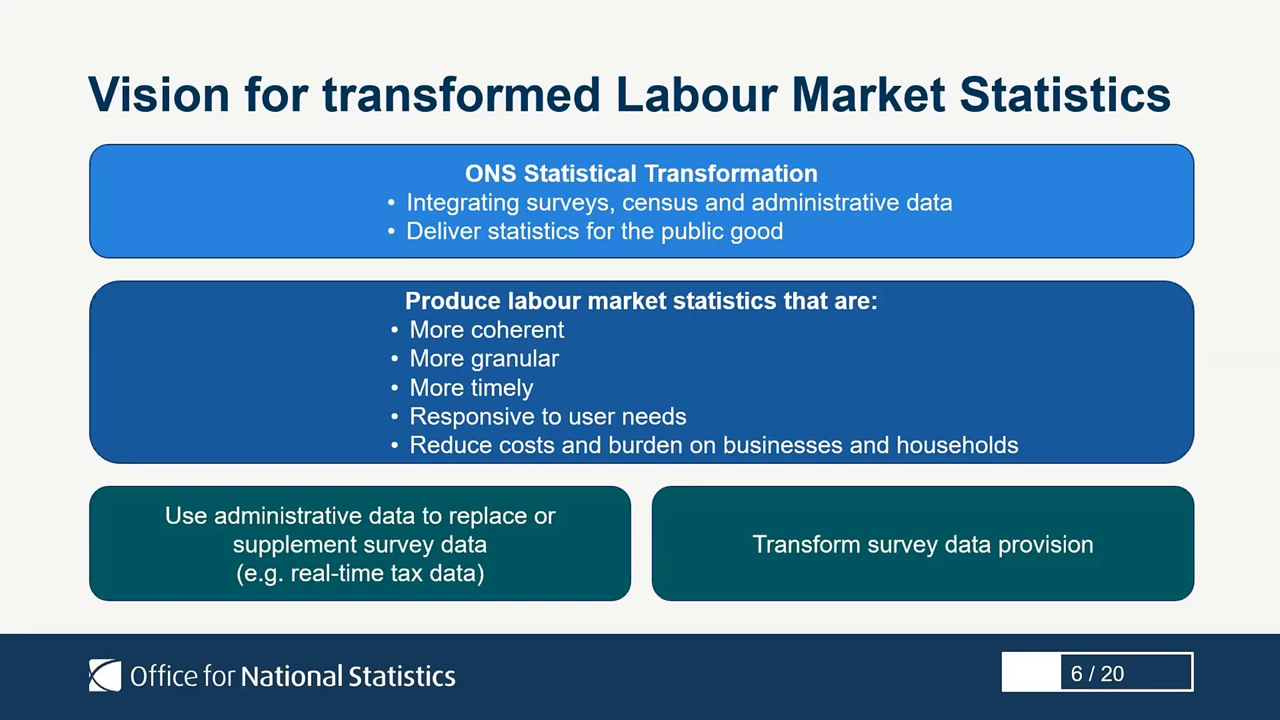 Vision for transformed Labour Market Statistics
ONS Statistical Transformation
• Integrating surveys, census and administrative data
• Deliver statistics for the public good
Produce labour market statistics that are:
• More coherent
• More granular
• More timely
• Responsive to user needs
• Reduce costs and burden on businesses and households
Use administrative data to replace or
supplement survey data
(e.g. real-time tax data)
Transform survey data provision
Office for National Statistics
6 / 20